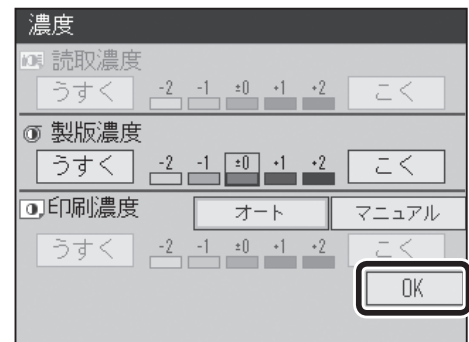 濃度
読取濃度
うすく -2 -1 ±0 +1 +2 こく
製版濃度
うすく -2 -1 ±0 +1 +2 こく
印刷濃度 オート マニュアル
うすく -2 -1 ±0 +1 +2 こく
OK